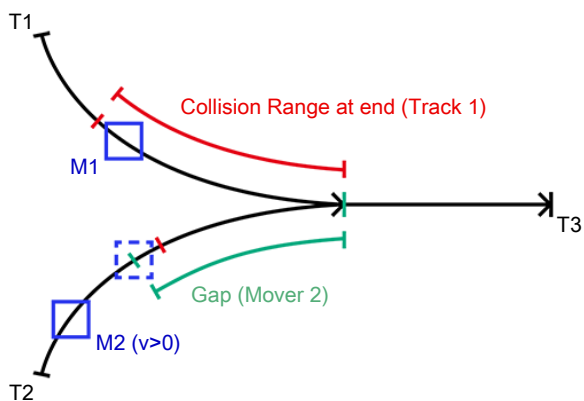 T1
Collision Range at end (Track 1)
M1
T3
Gap (Mover 2)
M2 (v>0)
T2